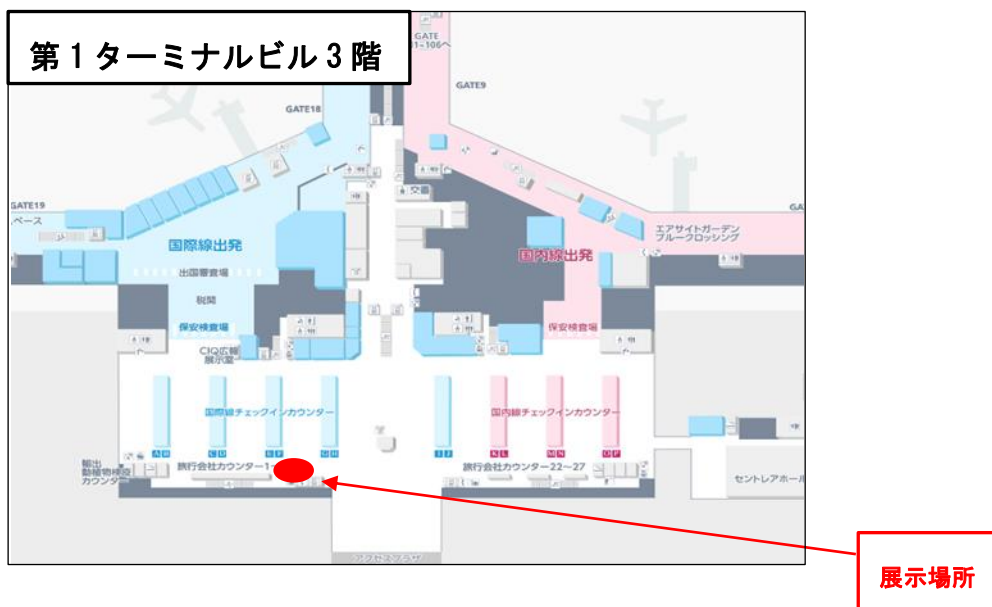 第1ターミナルビル3階
GATE
GATE9
GATE18
交番
GATE19
エアサイトガーデン
ブルークロッシング
国際線出発
国内線出発
出国審査場
税関
保安検査場
保安検査場
CIQ広報
展示室
国際線チェックインカウンター
国内線チェックインカウンター
A B
C D
E F
G H
I J
K L
M N
O P
輸出
動植物検疫
カウンター
旅行会社カウンター1~
旅行会社カウンター22~27
セントレアホール
アクセスプラザ
展示場所